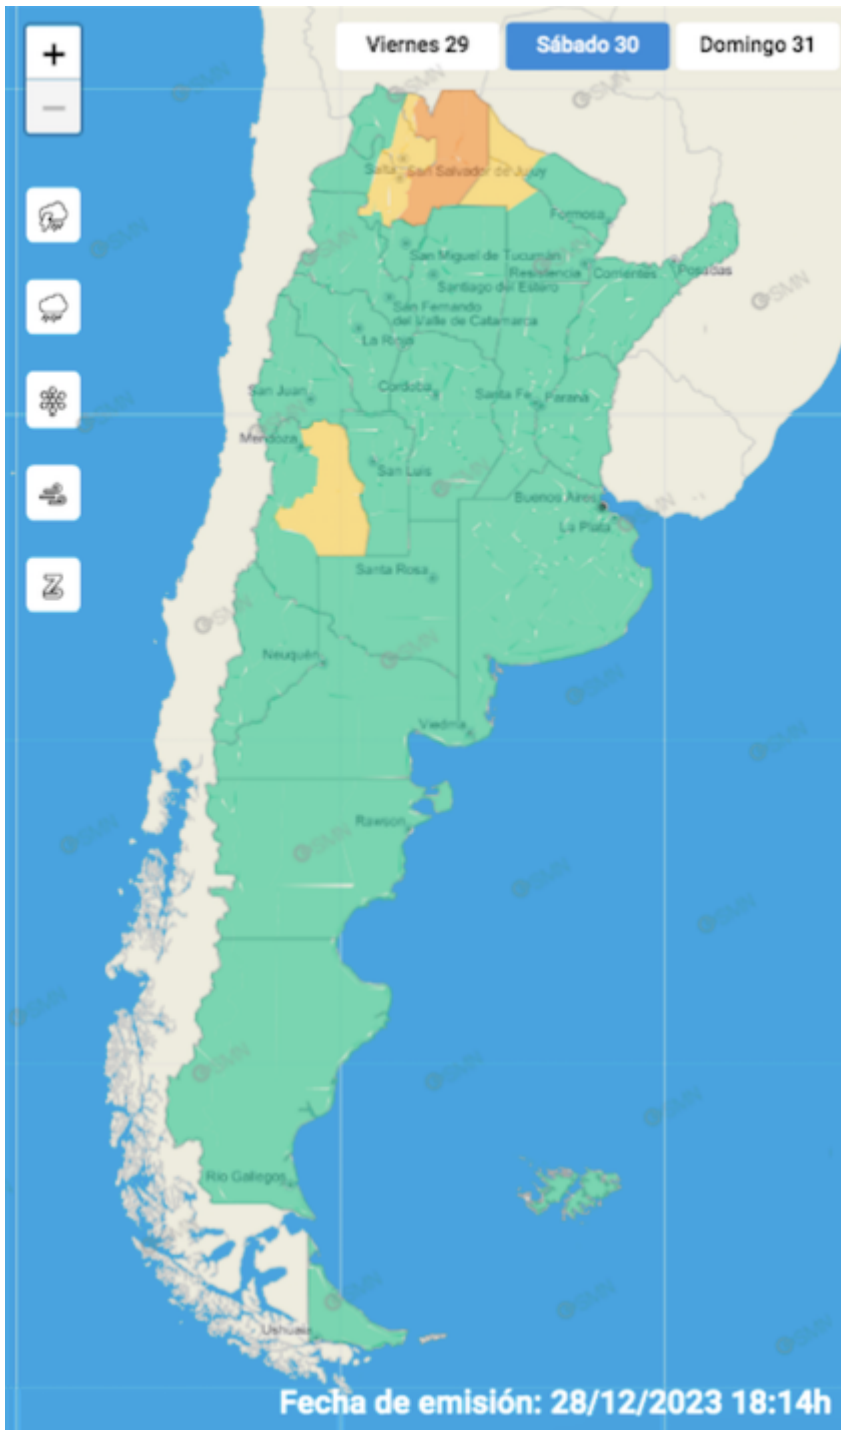 +
Viernes 29
Sábado 30
Domingo 31
−
SMN
Salta
San Salvador de Jujuy
Formosa
San Miguel de Tucumán
Resistencia
Corrientes
Posadas
Santiago del Estero
San Fernando
del Valle de Catamarca
La Rioja
San Juan
Córdoba
Santa Fe
Paraná
Mendoza
San Luis
Buenos Aires
La Plata
Santa Rosa
Neuquén
Viedma
Rawson
Río Gallegos
Ushuaia
Fecha de emisión: 28/12/2023 18:14h